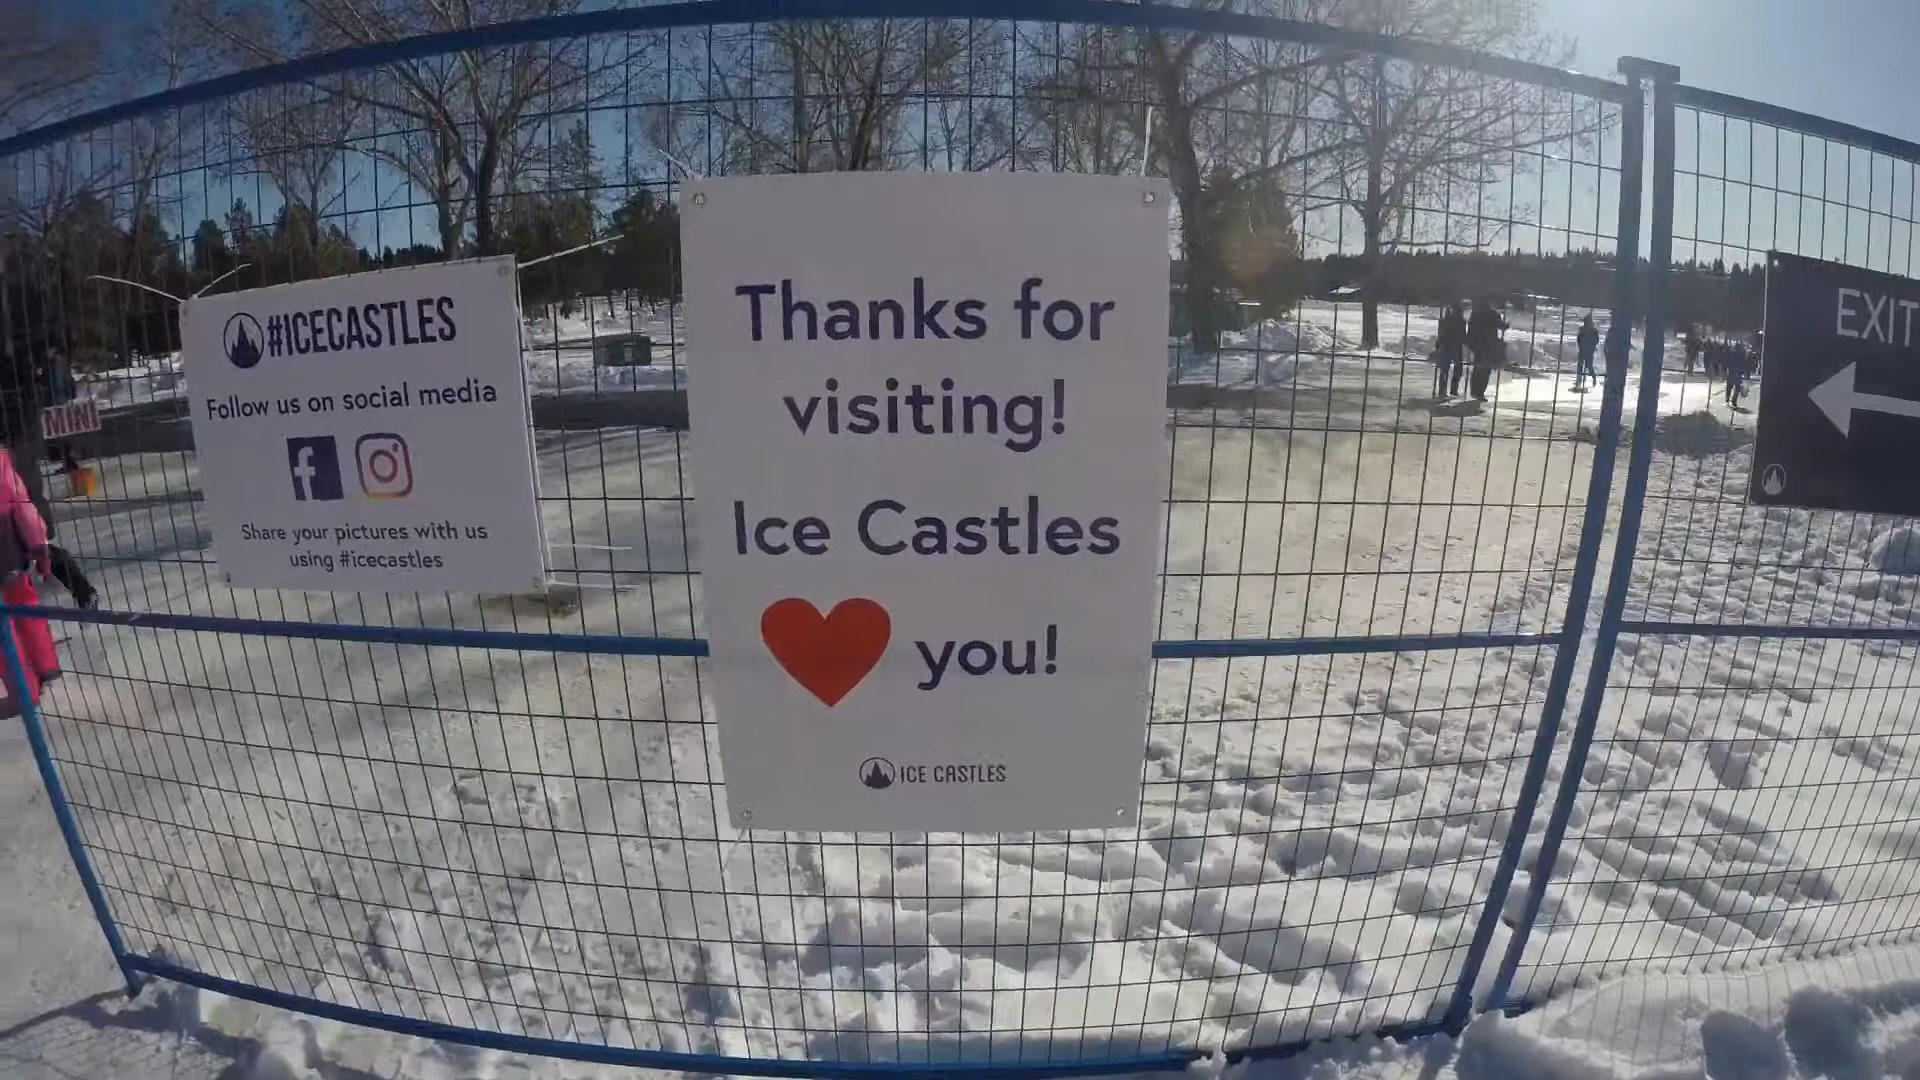 #ICECASTLES
Follow us on social media
Share your pictures with us
using #icecastles
MINI
Thanks for
visiting!
Ice Castles
you!
ICE CASTLES
EXIT